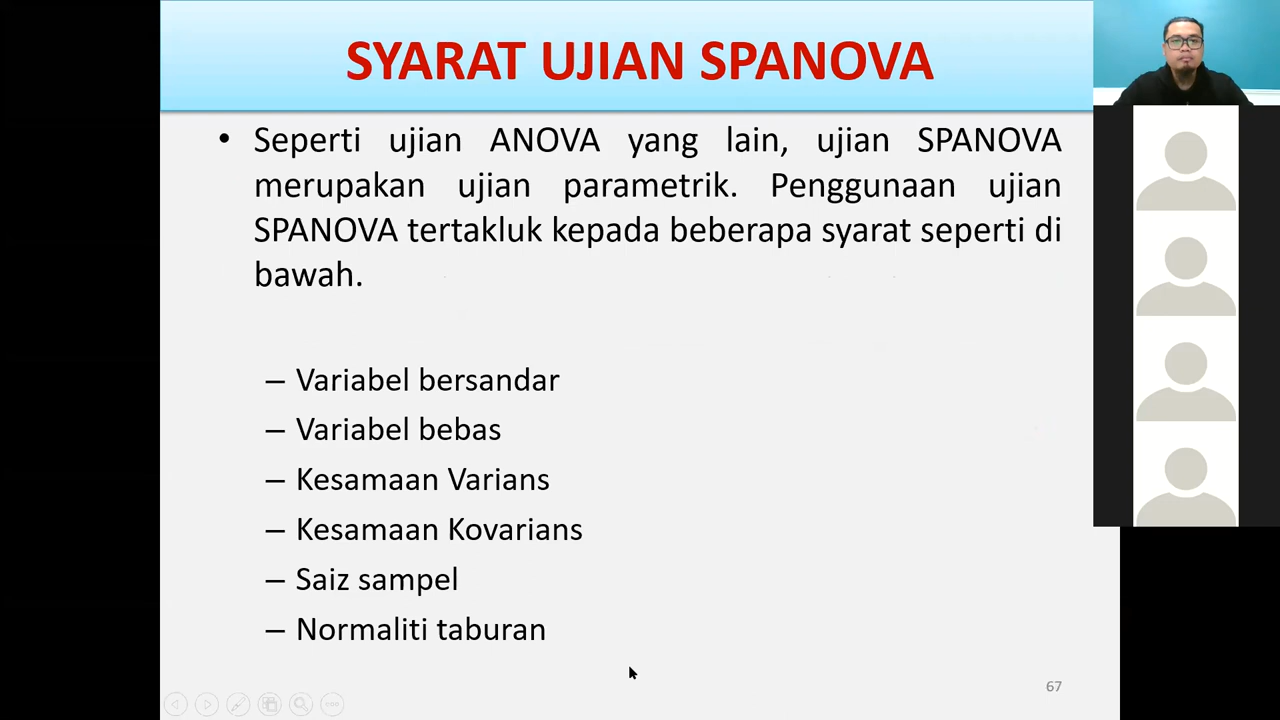 SYARAT UJIAN SPANOVA
• Seperti ujian ANOVA yang lain, ujian SPANOVA
merupakan ujian parametrik. Penggunaan ujian
SPANOVA tertakluk kepada beberapa syarat seperti di
bawah.
– Variabel bersandar
– Variabel bebas
– Kesamaan Varians
– Kesamaan Kovarians
– Saiz sampel
– Normaliti taburan
67